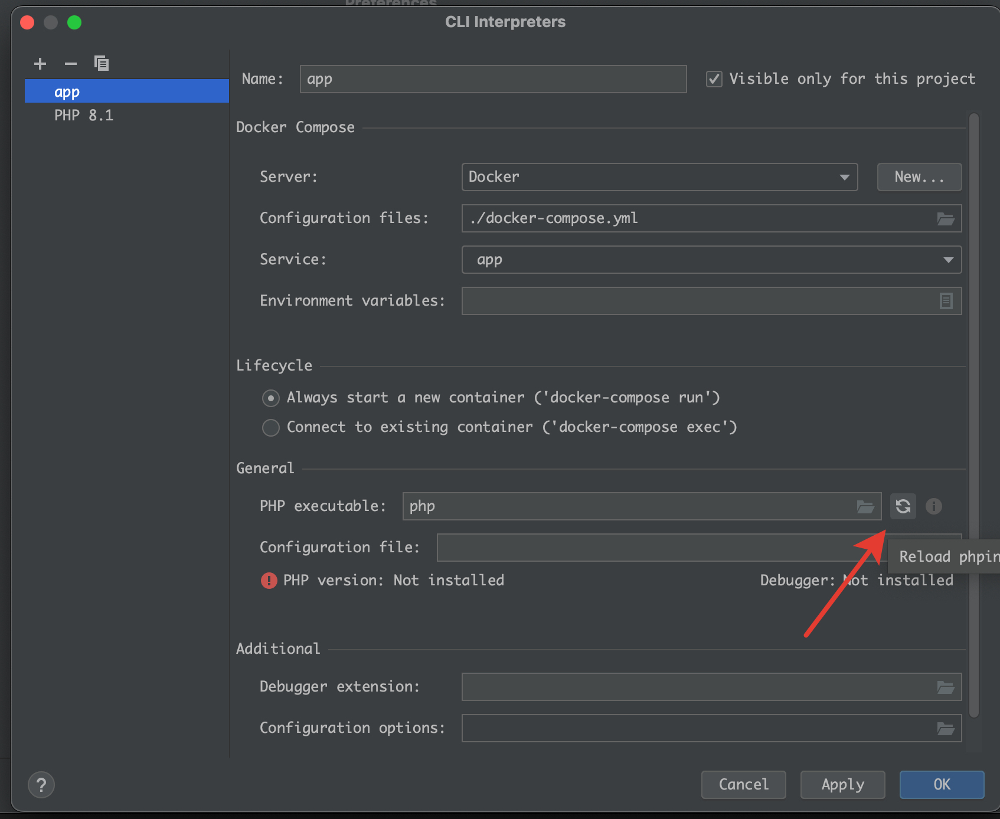 Preferences
CLI Interpreters
app
PHP 8.1
Name: app
Visible only for this project
Docker Compose
Server: Docker New...
Configuration files: ./docker-compose.yml
Service: app
Environment variables:
Lifecycle
Always start a new container ('docker-compose run')
Connect to existing container ('docker-compose exec')
General
PHP executable: php
Configuration file:
Reload phpin
PHP version: Not installed
Debugger: Not installed
Additional
Debugger extension:
Configuration options:
? Cancel Apply OK